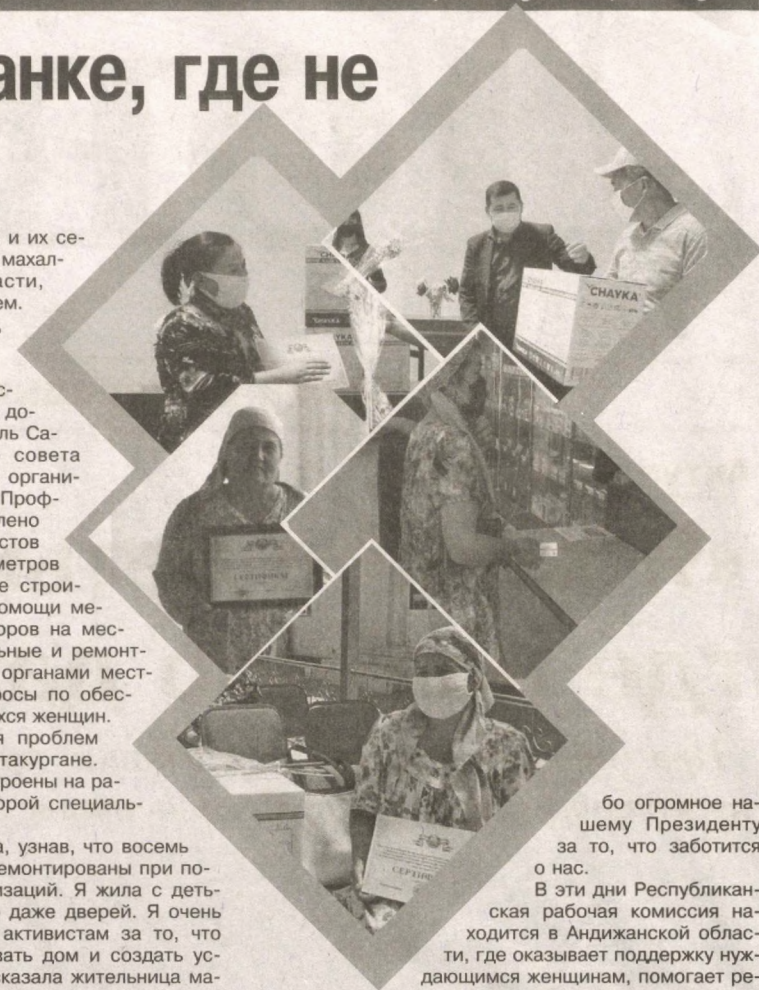 анке, где не
и их се-
махал-
асти,
ем.
с-
до-
ль Са-
совета
органи-
Проф-
лено
стов
метров
е строи-
омощи ме-
оров на мес-
льные и ремонт-
органами мест-
росы по обес-
хся женщин.
я проблем
такургане.
роены на ра-
орой специаль-
а, узнав, что восемь
емонтированы при по-
изаций. Я жила с деть-
даже дверей. Я очень
активистам за то, что
вать дом и создать ус-
сказала жительница ма-
CHAYKA
СЕРТИФИКАТ
бо огромное на-
шему Президенту
за то, что заботится
о нас.
В эти дни Республикан-
ская рабочая комиссия на-
ходится в Андижанской облас-
ти, где оказывает поддержку нуж-
дающимся женщинам, помогает ре-